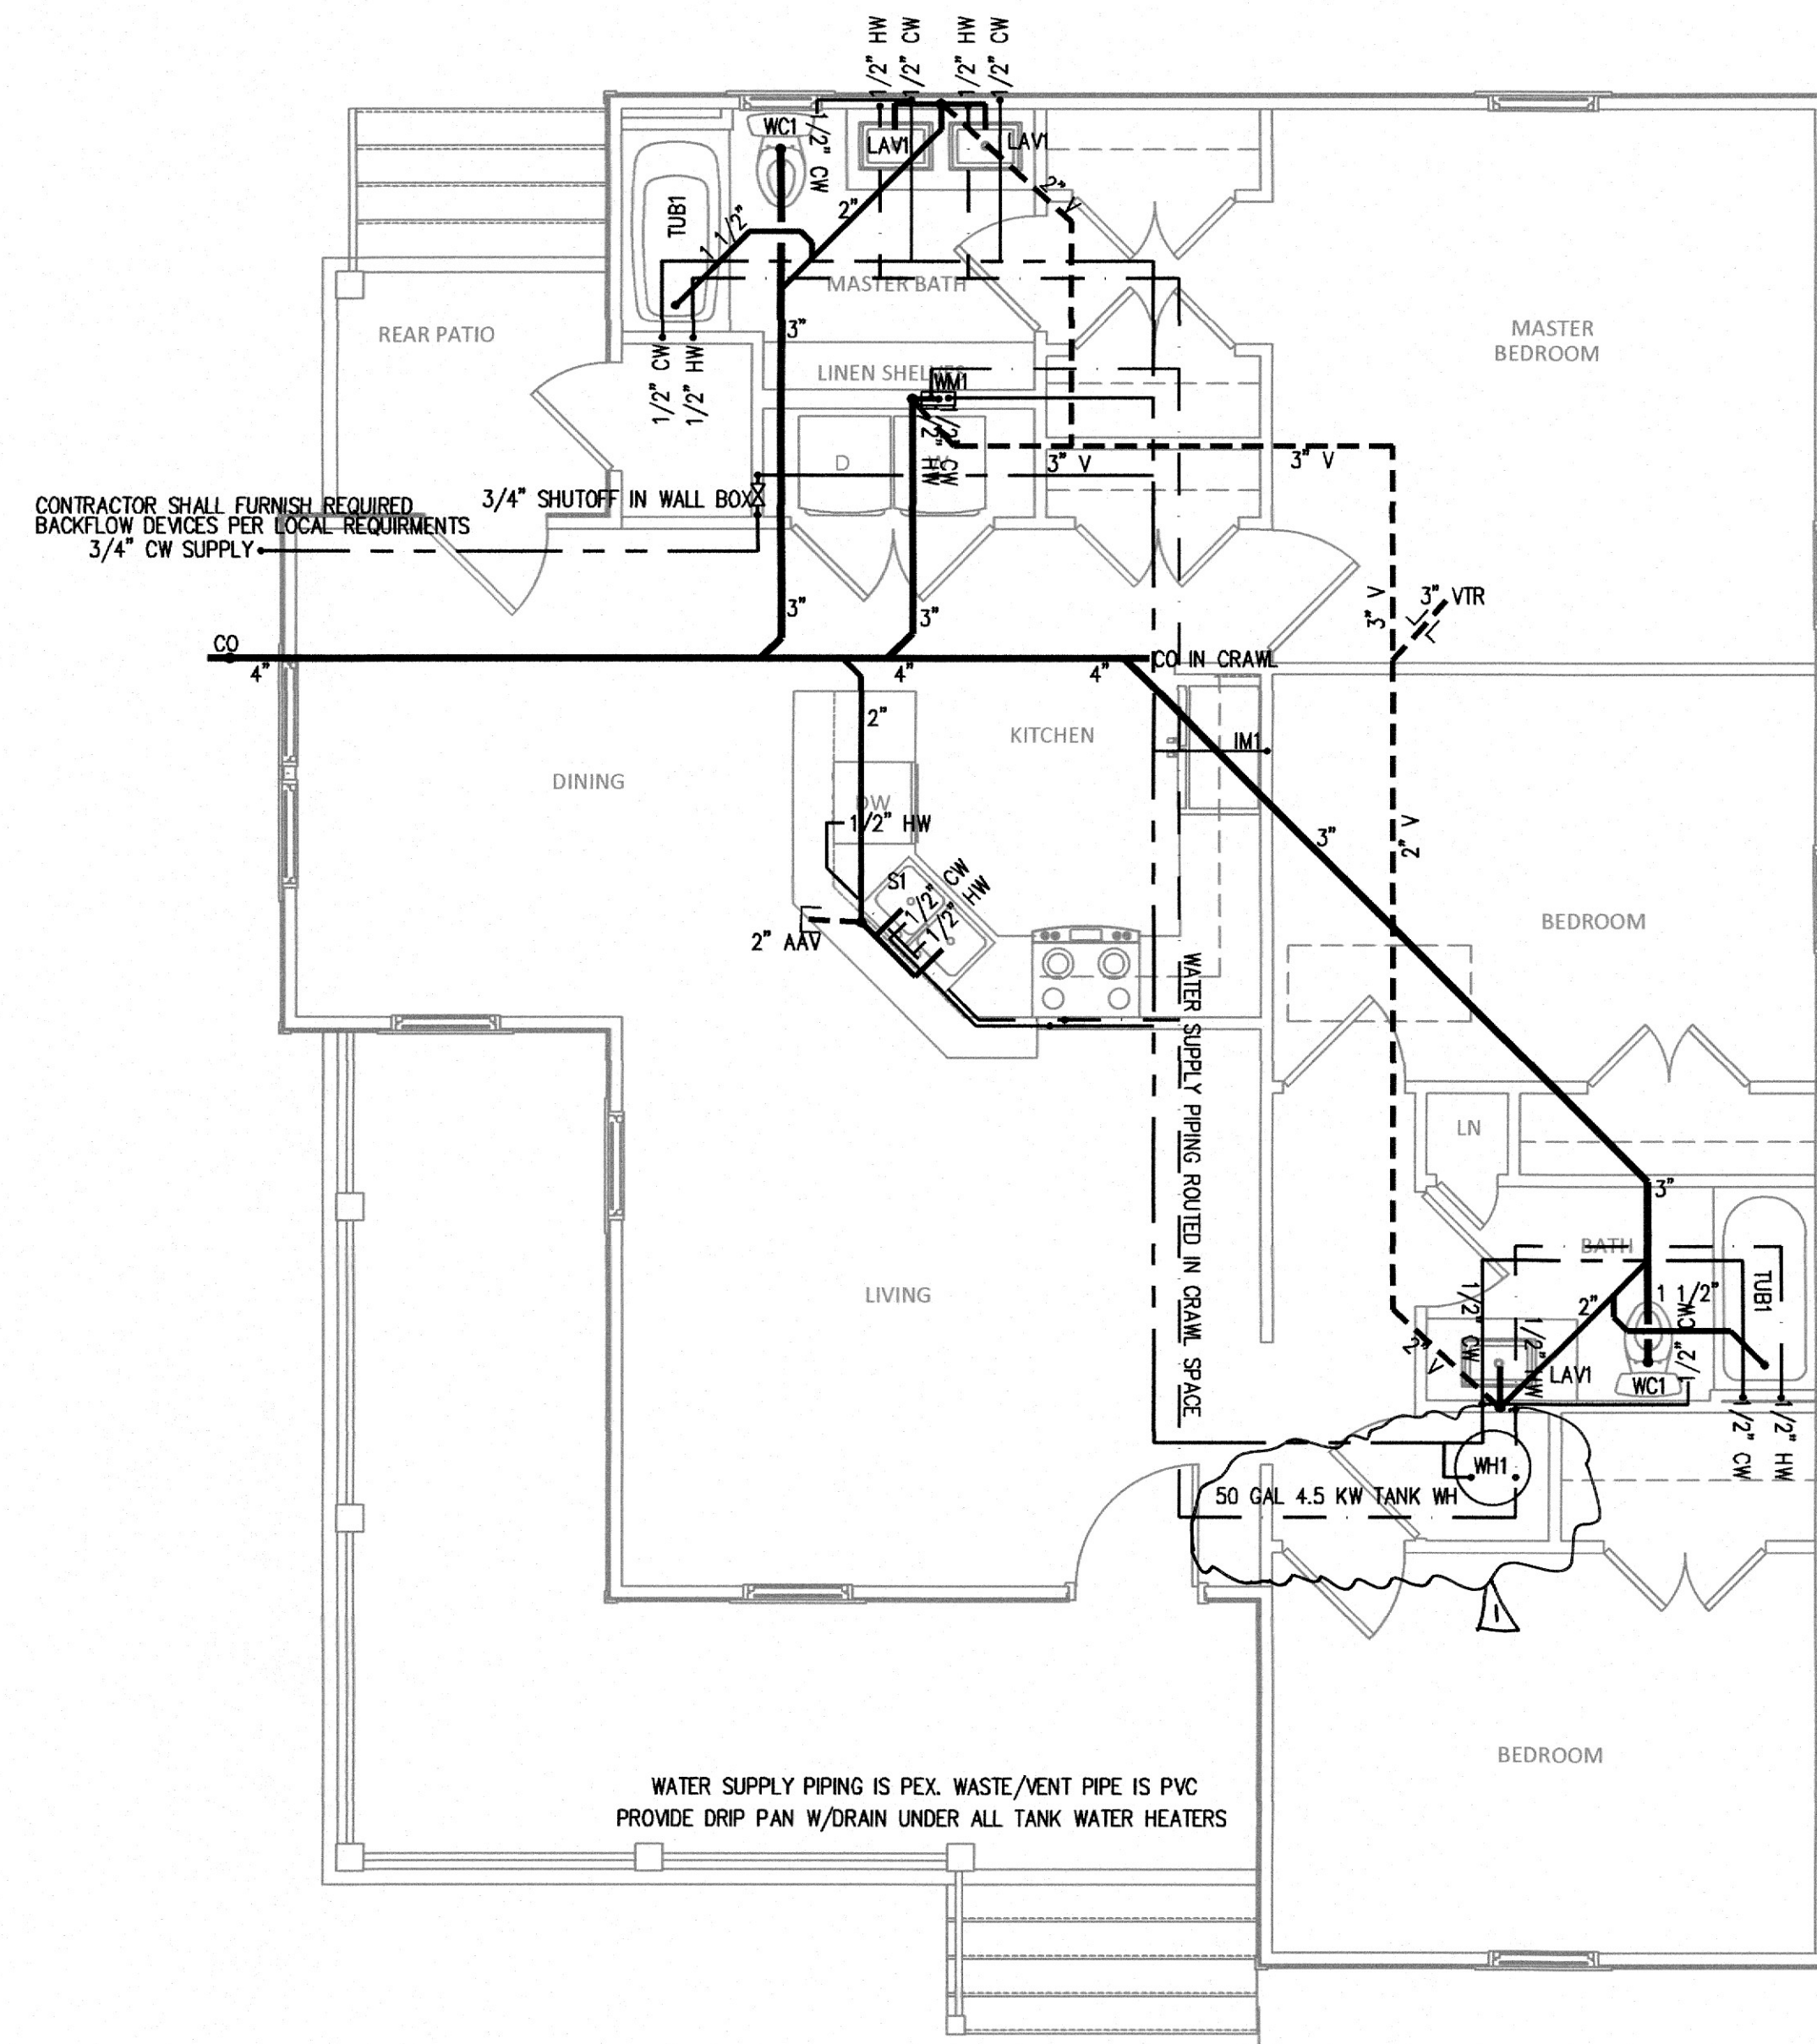 1/2" HW
1/2" CW
1/2" HW
1/2" CW
WC1
1/2" CW
LAV1
LAV1
TUB1
1 1/2"
2"
2" V
MASTER BATH
REAR PATIO
3"
MASTER
BEDROOM
1/2" CW
1/2" HW
LINEN SHELVES
WM1
1/2" HW
1/2" CW
D
3" V
3" V
CONTRACTOR SHALL FURNISH REQUIRED
BACKFLOW DEVICES PER LOCAL REQUIRMENTS
3/4" CW SUPPLY
3/4" SHUTOFF IN WALL BOX
3"
3"
3" V
3" VTR
CO
4"
4"
4"
CO IN CRAWL
2"
KITCHEN
IM1
DINING
DW
1/2" HW
3"
2" V
S1
1/2" CW
1/2" HW
2" AAV
BEDROOM
WATER SUPPLY PIPING ROUTED IN CRAWL SPACE
LN
3"
BATH
LIVING
1/2" CW
1/2" HW
2"
1 1/2"
1/2" CW
TUB1
2" V
LAV1
WC1
1/2" CW
1/2" HW
WH1
50 GAL 4.5 KW TANK WH
1
BEDROOM
WATER SUPPLY PIPING IS PEX. WASTE/VENT PIPE IS PVC
PROVIDE DRIP PAN W/DRAIN UNDER ALL TANK WATER HEATERS